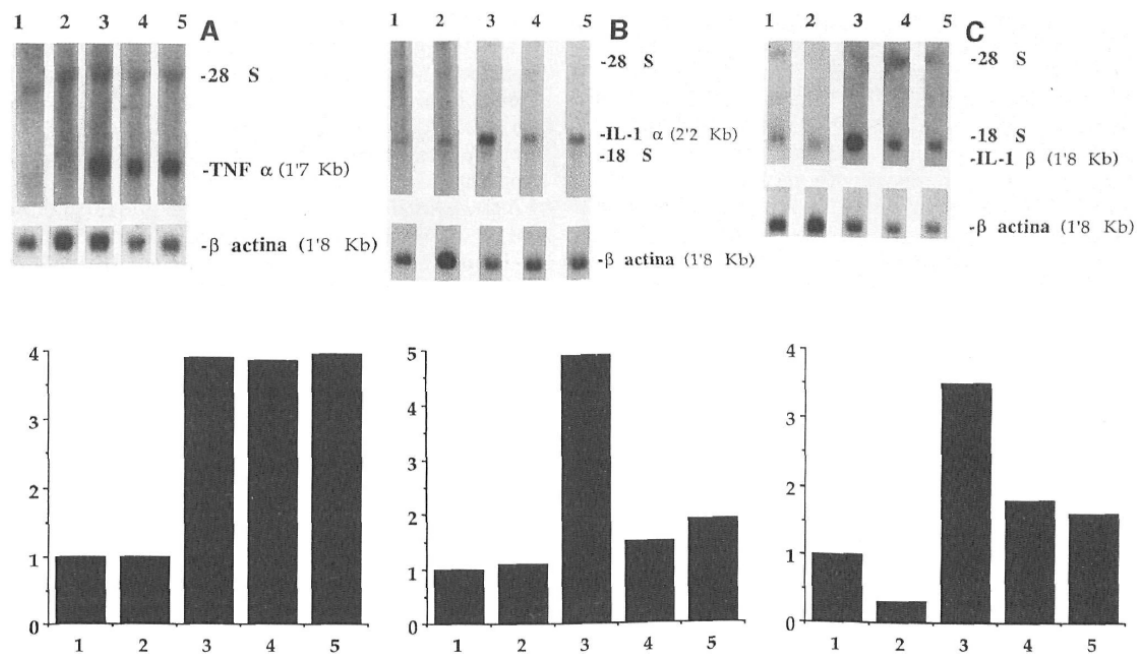 1 2 3 4 5 A
-28 S
-TNF α (1'7 Kb)
-β actina (1'8 Kb)
1 2 3 4 5 B
-28 S
-IL-1 α (2'2 Kb)
-18 S
-β actina (1'8 Kb)
1 2 3 4 5 C
-28 S
-18 S
-IL-1 β (1'8 Kb)
-β actina (1'8 Kb)
4
3
2
1
0
1 2 3 4 5
5
4
3
2
1
0
1 2 3 4 5
4
3
2
1
0
1 2 3 4 5